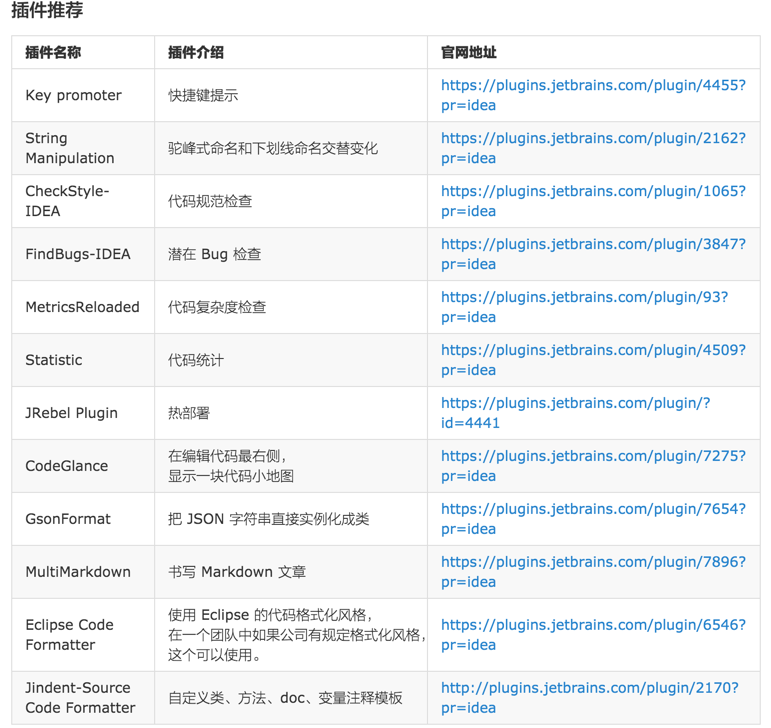 插件推荐
插件名称 插件介绍 官网地址
Key promoter 快捷键提示 https://plugins.jetbrains.com/plugin/4455?
pr=idea
String
Manipulation
驼峰式命名和下划线命名交替变化
https://plugins.jetbrains.com/plugin/2162?
pr=idea
CheckStyle-
IDEA
代码规范检查
https://plugins.jetbrains.com/plugin/1065?
pr=idea
FindBugs-IDEA 潜在 Bug 检查 https://plugins.jetbrains.com/plugin/3847?
pr=idea
MetricsReloaded 代码复杂度检查 https://plugins.jetbrains.com/plugin/93?
pr=idea
Statistic 代码统计 https://plugins.jetbrains.com/plugin/4509?
pr=idea
JRebel Plugin 热部署 https://plugins.jetbrains.com/plugin/?
id=4441
CodeGlance
在编辑代码最右侧，
显示一块代码小地图
https://plugins.jetbrains.com/plugin/7275?
pr=idea
GsonFormat 把 JSON 字符串直接实例化成类 https://plugins.jetbrains.com/plugin/7654?
pr=idea
MultiMarkdown 书写 Markdown 文章 https://plugins.jetbrains.com/plugin/7896?
pr=idea
Eclipse Code
Formatter
使用 Eclipse 的代码格式化风格，
在一个团队中如果公司有规定格式化风格，
这个可以使用。
https://plugins.jetbrains.com/plugin/6546?
pr=idea
Jindent-Source
Code Formatter
自定义类、方法、doc、变量注释模板
http://plugins.jetbrains.com/plugin/2170?
pr=idea